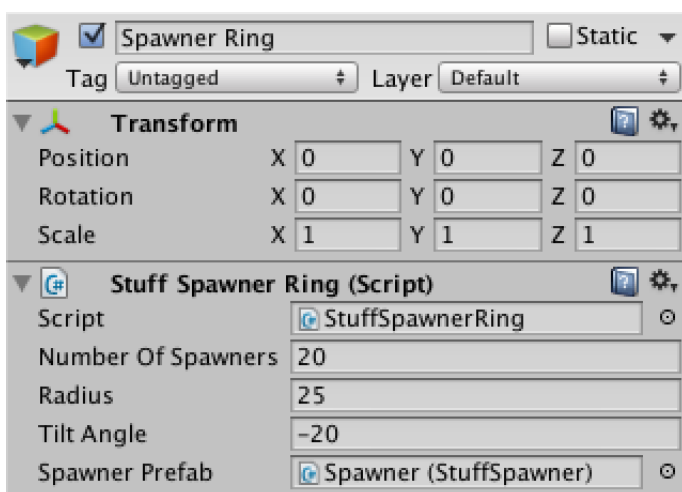 Spawner Ring Static
Tag Untagged Layer Default
Transform
Position X 0 Y 0 Z 0
Rotation X 0 Y 0 Z 0
Scale X 1 Y 1 Z 1
C# Stuff Spawner Ring (Script)
Script StuffSpawnerRing
Number Of Spawners 20
Radius 25
Tilt Angle -20
Spawner Prefab Spawner (StuffSpawner)